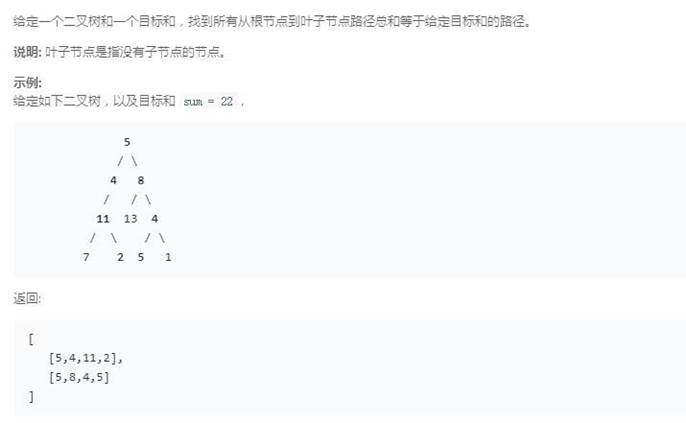 给定一个二叉树和一个目标和，找到所有从根节点到叶子节点路径总和等于给定目标和的路径。
说明: 叶子节点是指没有子节点的节点。
示例:
给定如下二叉树，以及目标和 sum = 22 ，
5
/ \
4 8
/ / \
11 13 4
/ \ / \
7 2 5 1
返回:
[
[5,4,11,2],
[5,8,4,5]
]